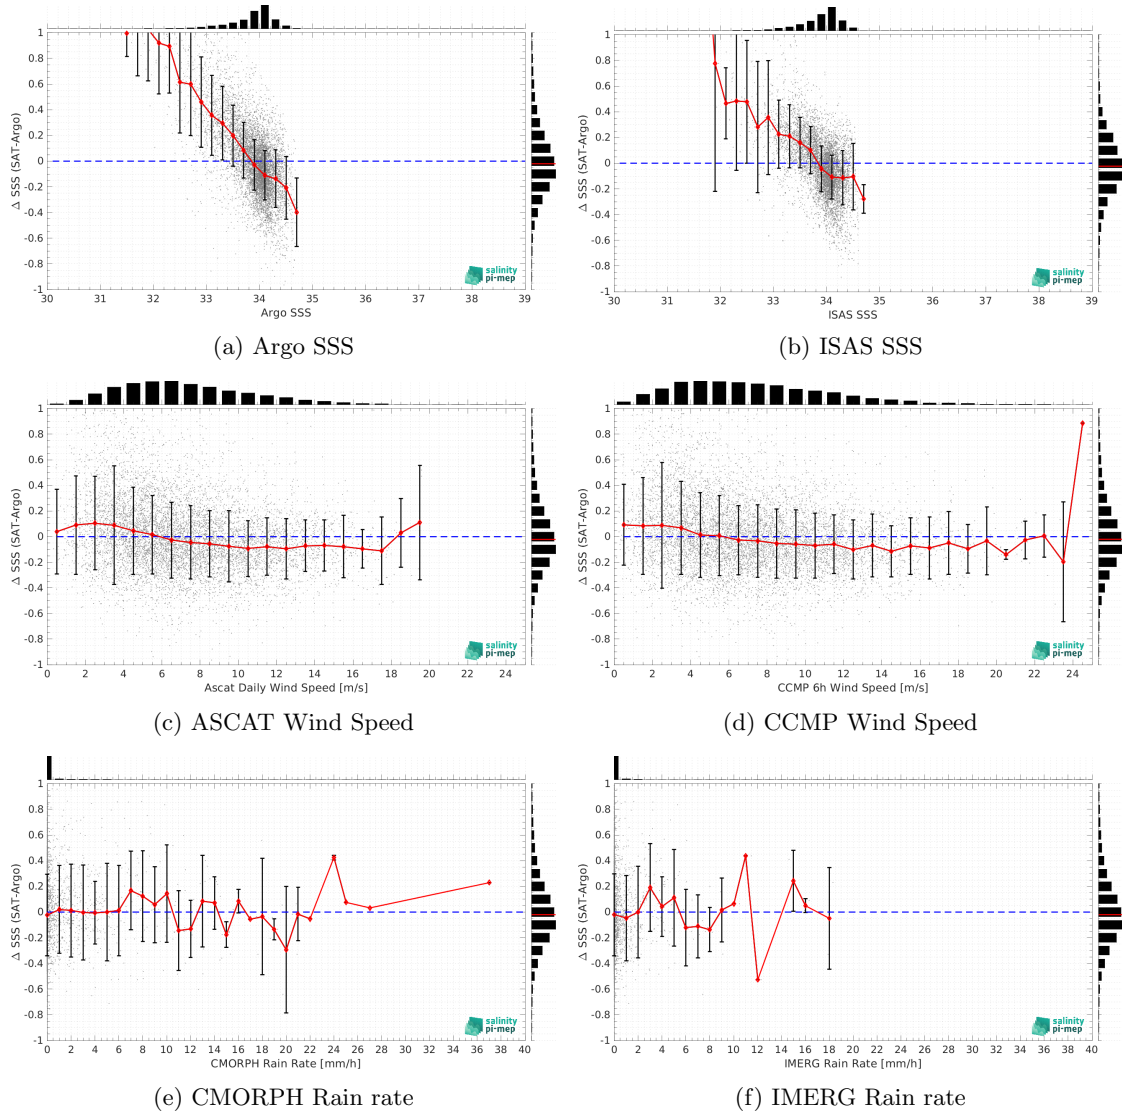 1
0.8
0.6
0.4
0.2
0
-0.2
-0.4
-0.6
-0.8
-1
Δ SSS (SAT-Argo)
salinity
pi-mep
30 31 32 33 34 35 36 37 38 39
Argo SSS
(a) Argo SSS
1
0.8
0.6
0.4
0.2
0
-0.2
-0.4
-0.6
-0.8
-1
Δ SSS (SAT-Argo)
salinity
pi-mep
30 31 32 33 34 35 36 37 38 39
ISAS SSS
(b) ISAS SSS
1
0.8
0.6
0.4
0.2
0
-0.2
-0.4
-0.6
-0.8
-1
Δ SSS (SAT-Argo)
salinity
pi-mep
0 2 4 6 8 10 12 14 16 18 20 22 24
Ascat Daily Wind Speed [m/s]
(c) ASCAT Wind Speed
1
0.8
0.6
0.4
0.2
0
-0.2
-0.4
-0.6
-0.8
-1
Δ SSS (SAT-Argo)
salinity
pi-mep
0 2 4 6 8 10 12 14 16 18 20 22 24
CCMP 6h Wind Speed [m/s]
(d) CCMP Wind Speed
1
0.8
0.6
0.4
0.2
0
-0.2
-0.4
-0.6
-0.8
-1
Δ SSS (SAT-Argo)
salinity
pi-mep
0 2 4 6 8 10 12 14 16 18 20 22 24 26 28 30 32 34 36 38 40
CMORPH Rain Rate [mm/h]
(e) CMORPH Rain rate
1
0.8
0.6
0.4
0.2
0
-0.2
-0.4
-0.6
-0.8
-1
Δ SSS (SAT-Argo)
salinity
pi-mep
0 2 4 6 8 10 12 14 16 18 20 22 24 26 28 30 32 34 36 38 40
IMERG Rain Rate [mm/h]
(f) IMERG Rain rate